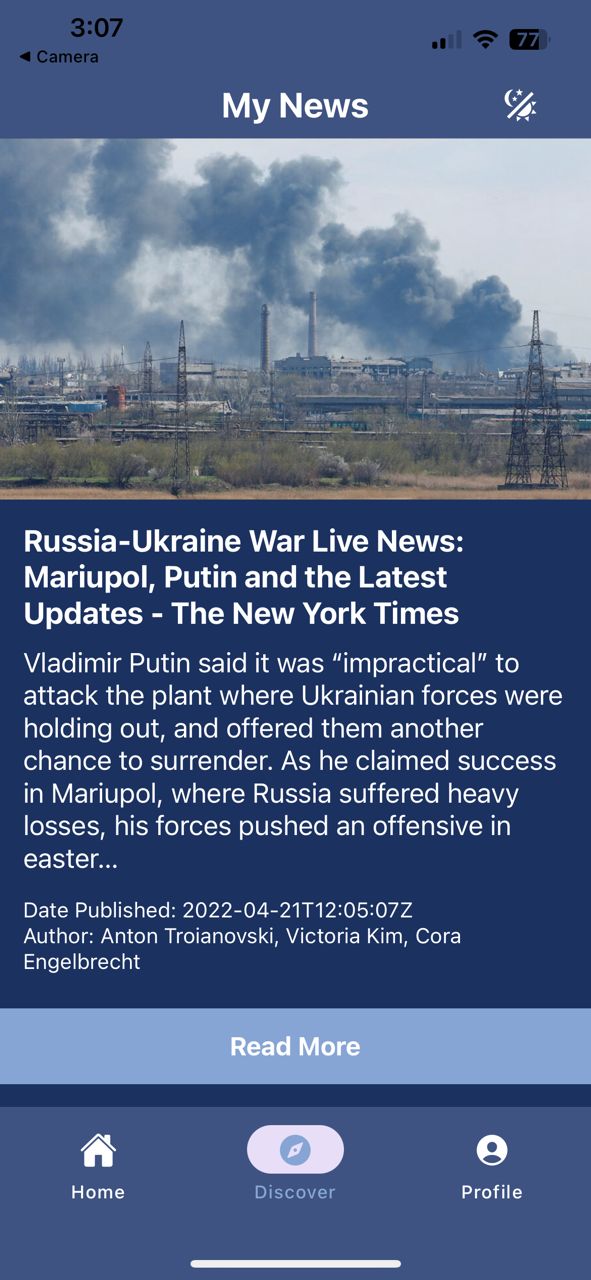 3:07
◀ Camera
77
My News
Russia-Ukraine War Live News:
Mariupol, Putin and the Latest
Updates - The New York Times
Vladimir Putin said it was “impractical” to
attack the plant where Ukrainian forces were
holding out, and offered them another
chance to surrender. As he claimed success
in Mariupol, where Russia suffered heavy
losses, his forces pushed an offensive in
easter...
Date Published: 2022-04-21T12:05:07Z
Author: Anton Troianovski, Victoria Kim, Cora
Engelbrecht
Read More
Home
Discover
Profile